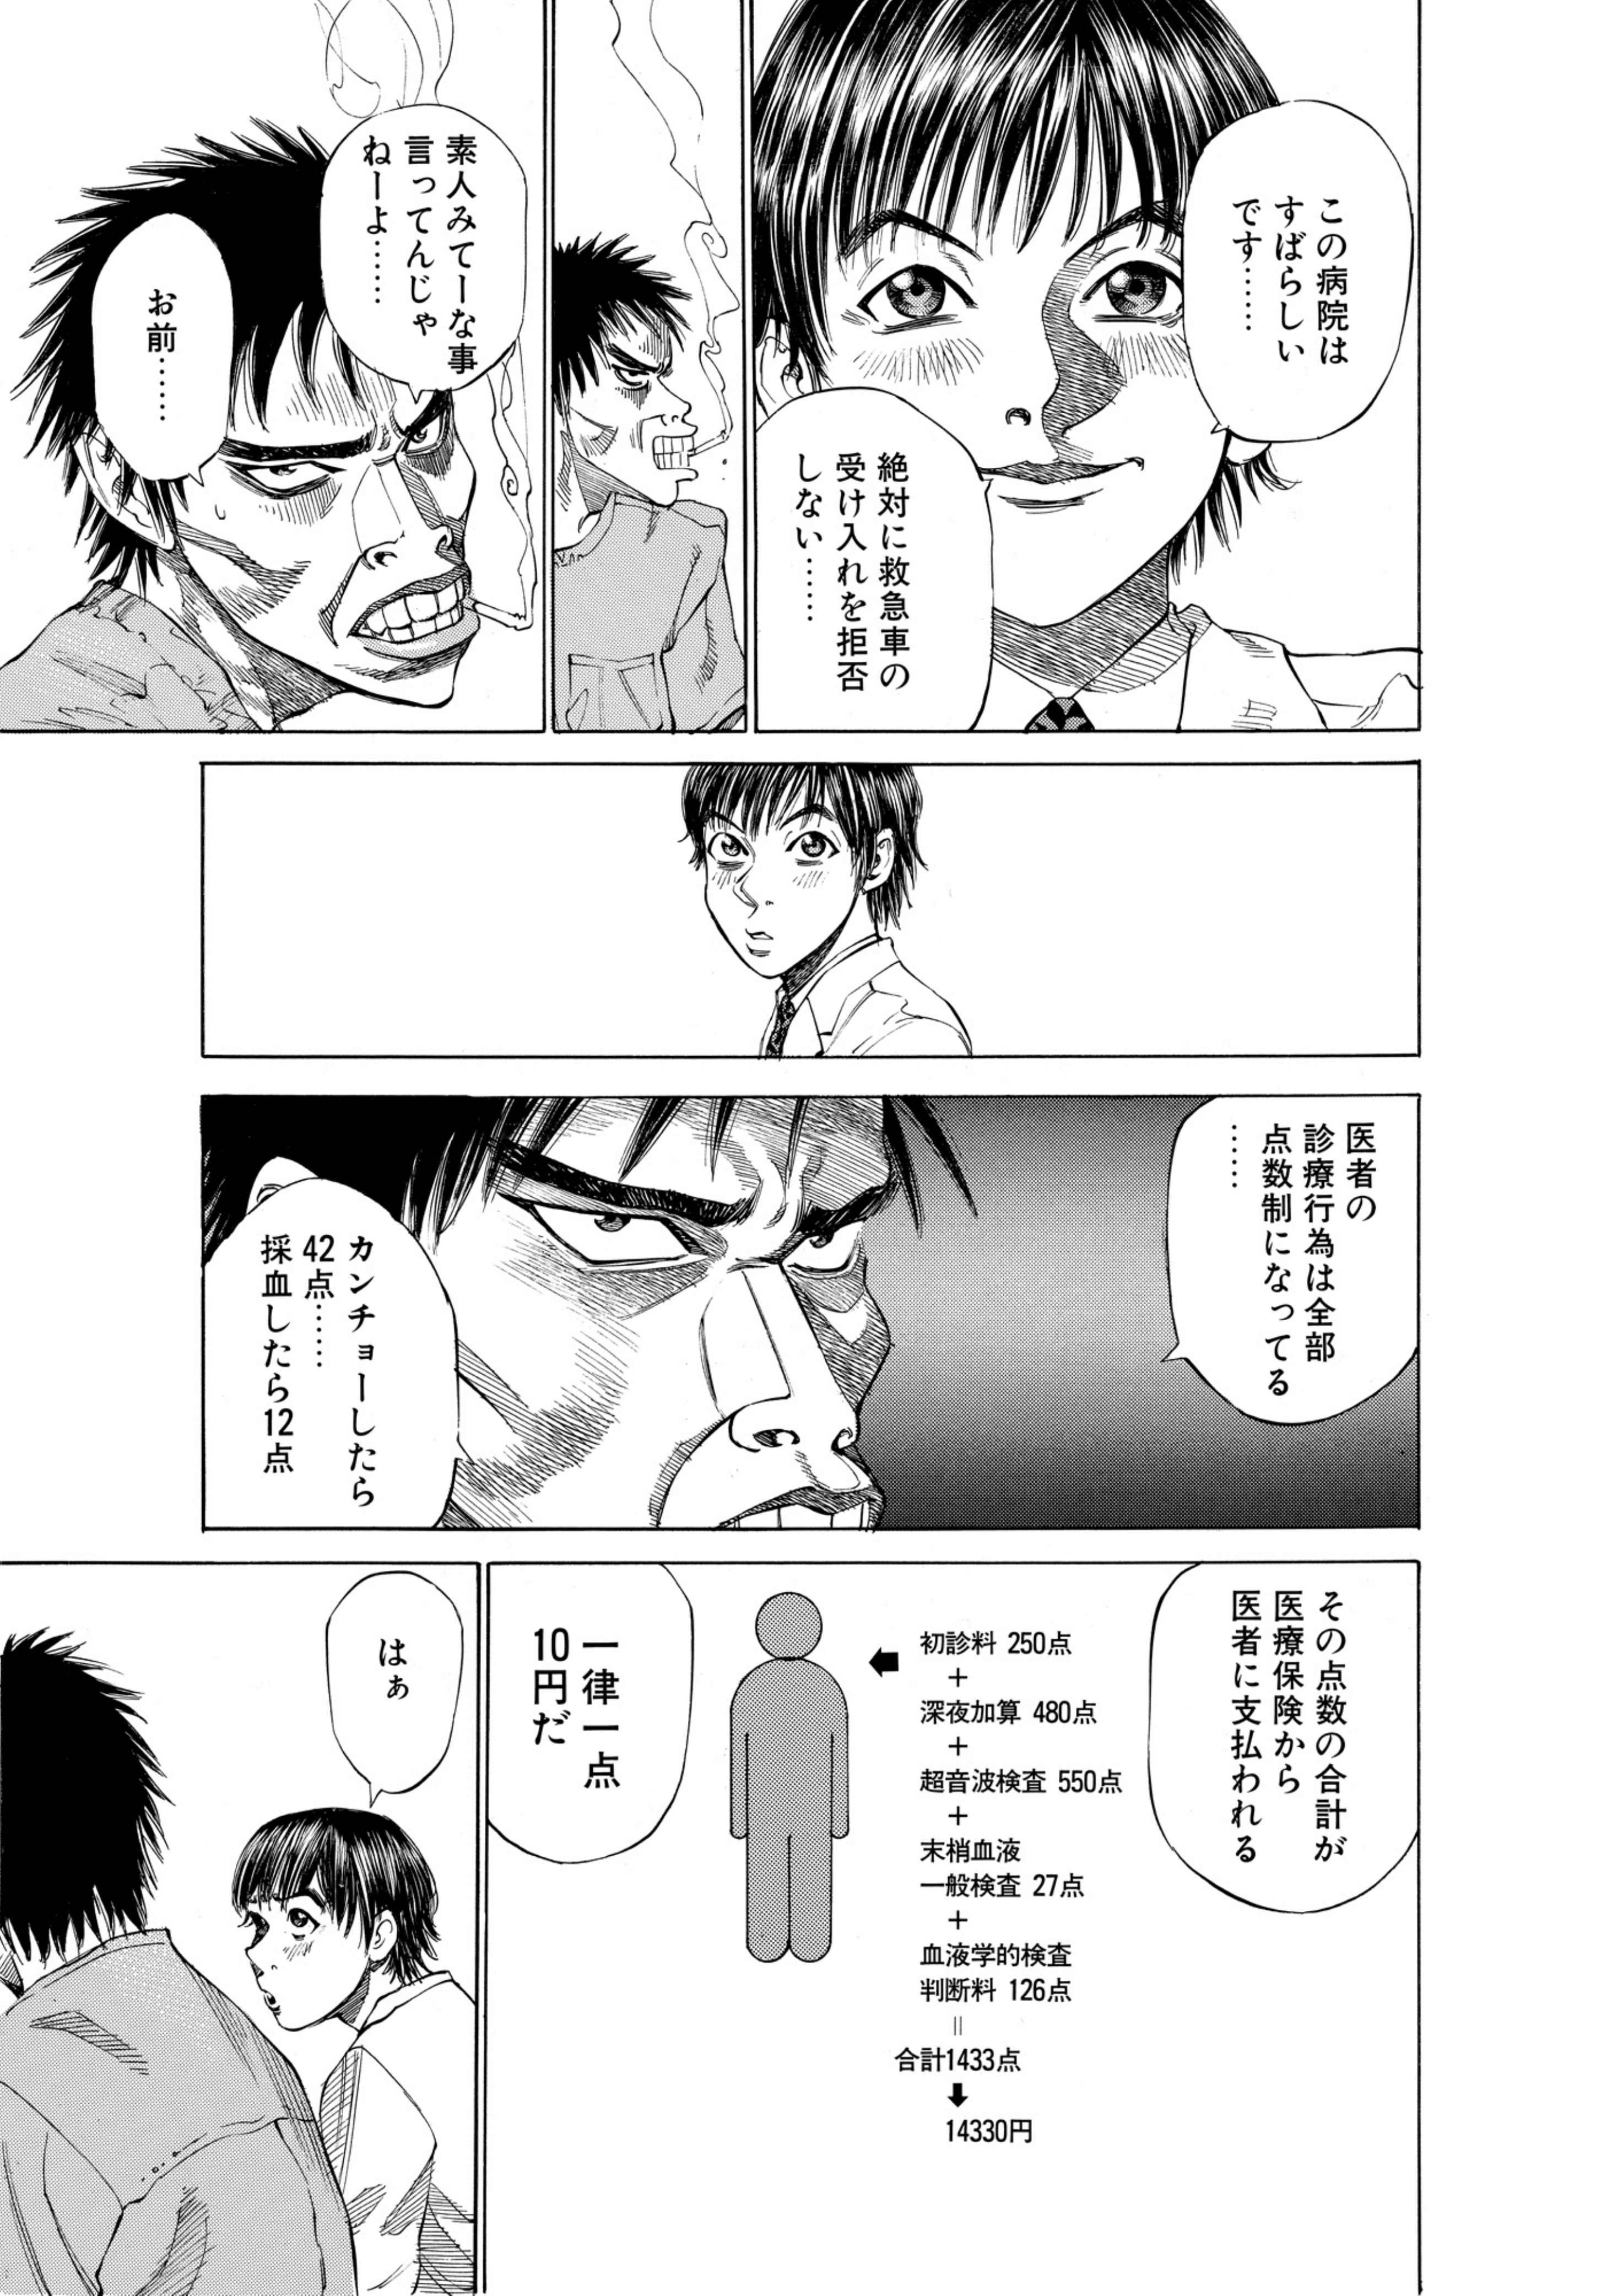 この病院は
すばらしい
です……
絶対に救急車の
受け入れを拒否
しない……
素人みてーな事
言ってんじゃ
ねーよ……
お前……
医者の
診療行為は全部
点数制になってる
……
カンチョーしたら
42点……
採血したら12点
その点数の合計が
医療保険から
医者に支払われる
初診料 250点
+
深夜加算 480点
+
超音波検査 550点
+
末梢血液
一般検査 27点
+
血液学的検査
判断料 126点
||
合計1433点
⬇
14330円
⬅
一律一点
10円だ
はぁ